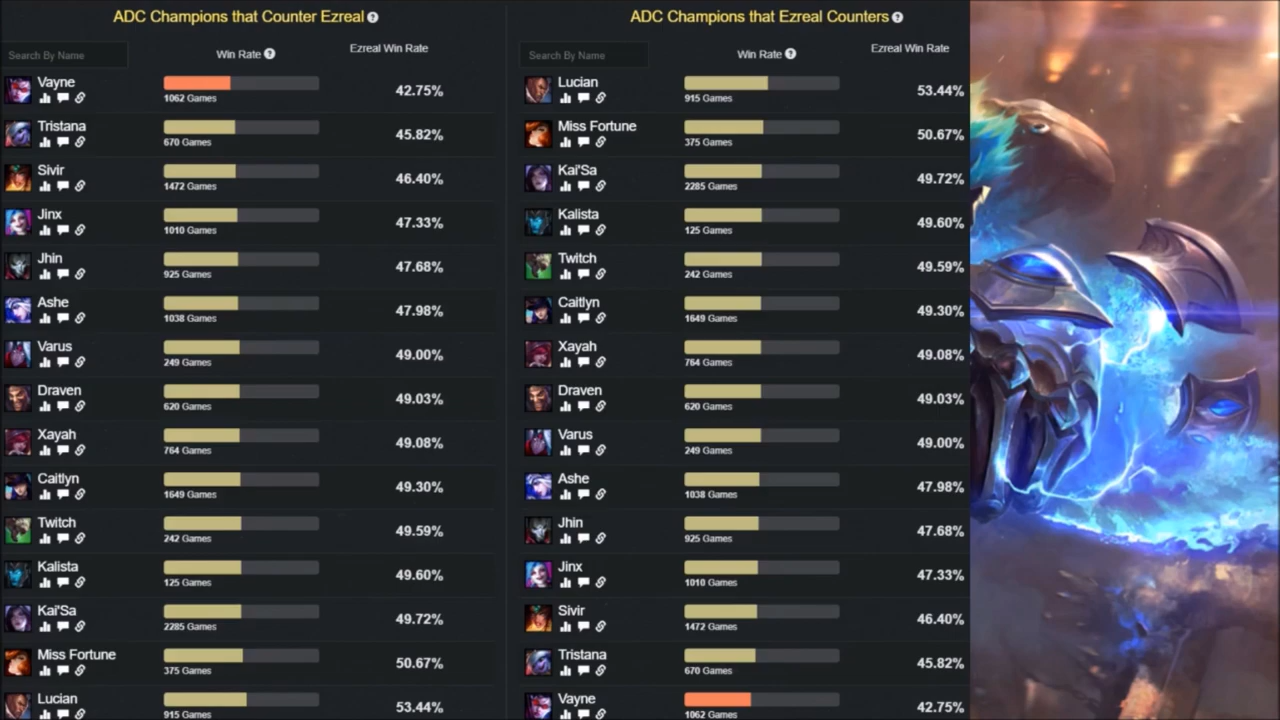 ADC Champions that Counter Ezreal ?
Search By Name
Win Rate ?
Ezreal Win Rate
Vayne
1062 Games
42.75%
Tristana
670 Games
45.82%
Sivir
1472 Games
46.40%
Jinx
1010 Games
47.33%
Jhin
925 Games
47.68%
Ashe
1038 Games
47.98%
Varus
249 Games
49.00%
Draven
620 Games
49.03%
Xayah
764 Games
49.08%
Caitlyn
1649 Games
49.30%
Twitch
242 Games
49.59%
Kalista
125 Games
49.60%
Kai'Sa
2285 Games
49.72%
Miss Fortune
375 Games
50.67%
Lucian
915 Games
53.44%
ADC Champions that Ezreal Counters ?
Search By Name
Win Rate ?
Ezreal Win Rate
Lucian
915 Games
53.44%
Miss Fortune
375 Games
50.67%
Kai'Sa
2285 Games
49.72%
Kalista
125 Games
49.60%
Twitch
242 Games
49.59%
Caitlyn
1649 Games
49.30%
Xayah
764 Games
49.08%
Draven
620 Games
49.03%
Varus
249 Games
49.00%
Ashe
1038 Games
47.98%
Jhin
925 Games
47.68%
Jinx
1010 Games
47.33%
Sivir
1472 Games
46.40%
Tristana
670 Games
45.82%
Vayne
1062 Games
42.75%